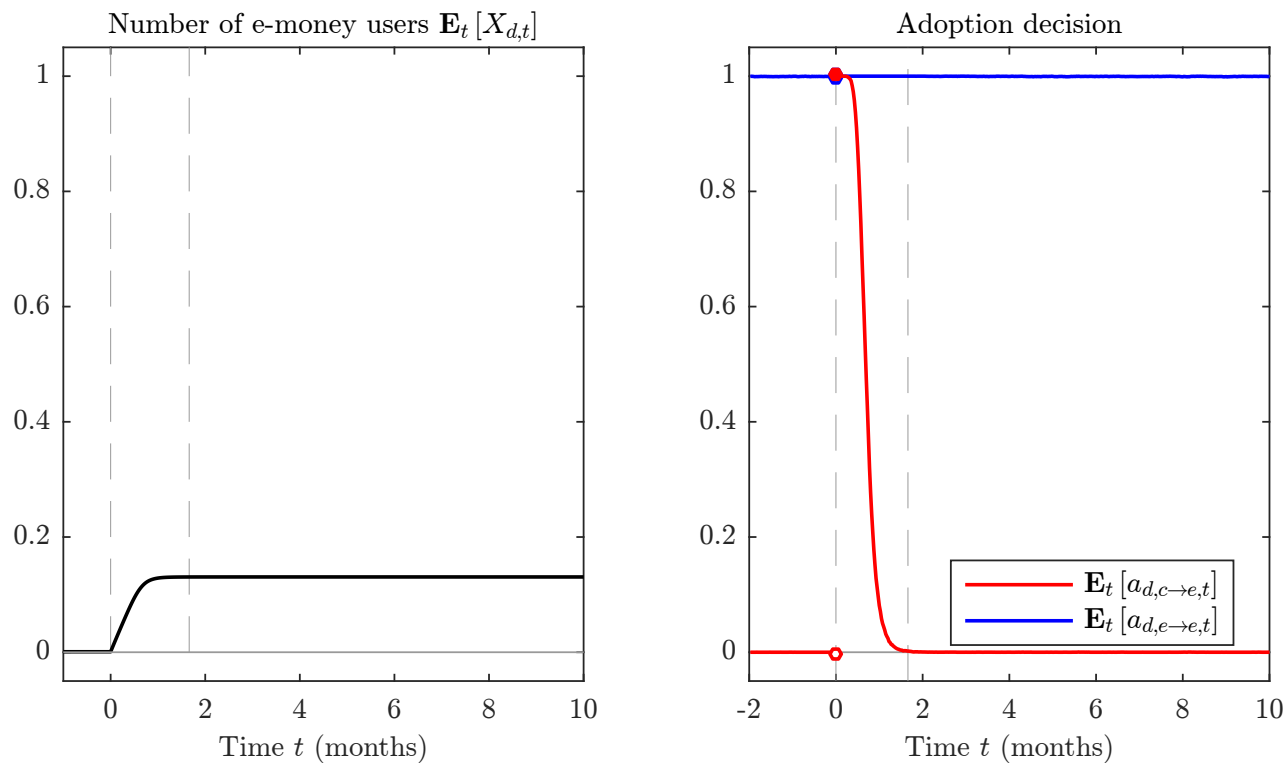 Number of e-money users E_t [X_{d,t}]
1
0.8
0.6
0.4
0.2
0
0 2 4 6 8 10
Time t (months)
Adoption decision
1
0.8
0.6
0.4
0.2
0
E_t [a_{d,c→e,t}]
E_t [a_{d,e→e,t}]
-2 0 2 4 6 8 10
Time t (months)